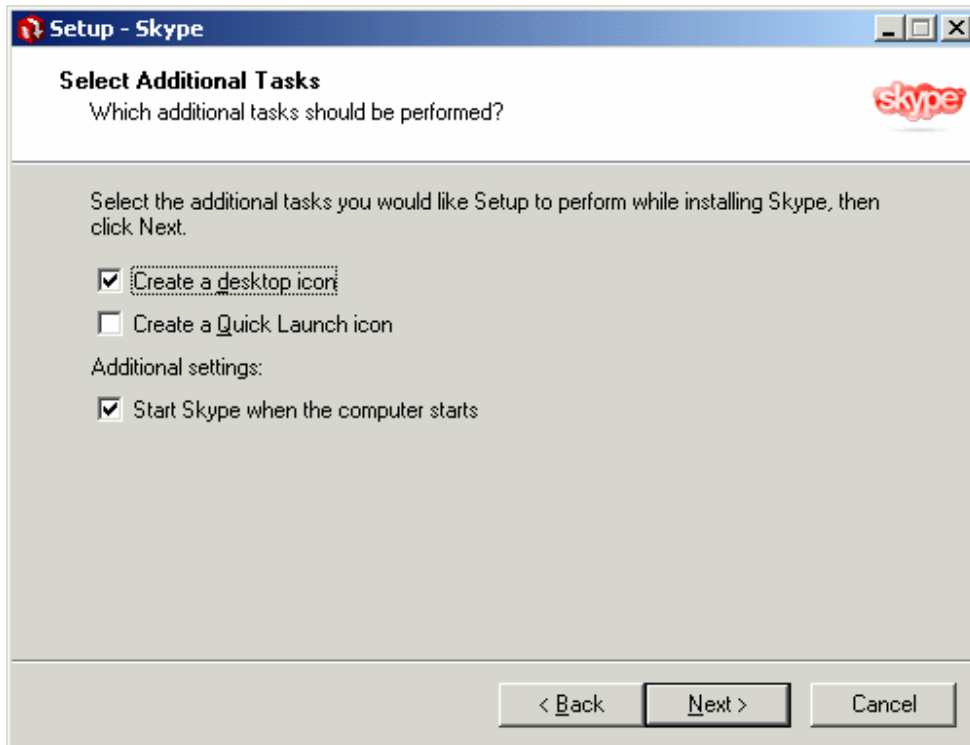 Setup - Skype
Select Additional Tasks
Which additional tasks should be performed?
skype
Select the additional tasks you would like Setup to perform while installing Skype, then
click Next.
Create a desktop icon
Create a Quick Launch icon
Additional settings:
Start Skype when the computer starts
< Back
Next >
Cancel